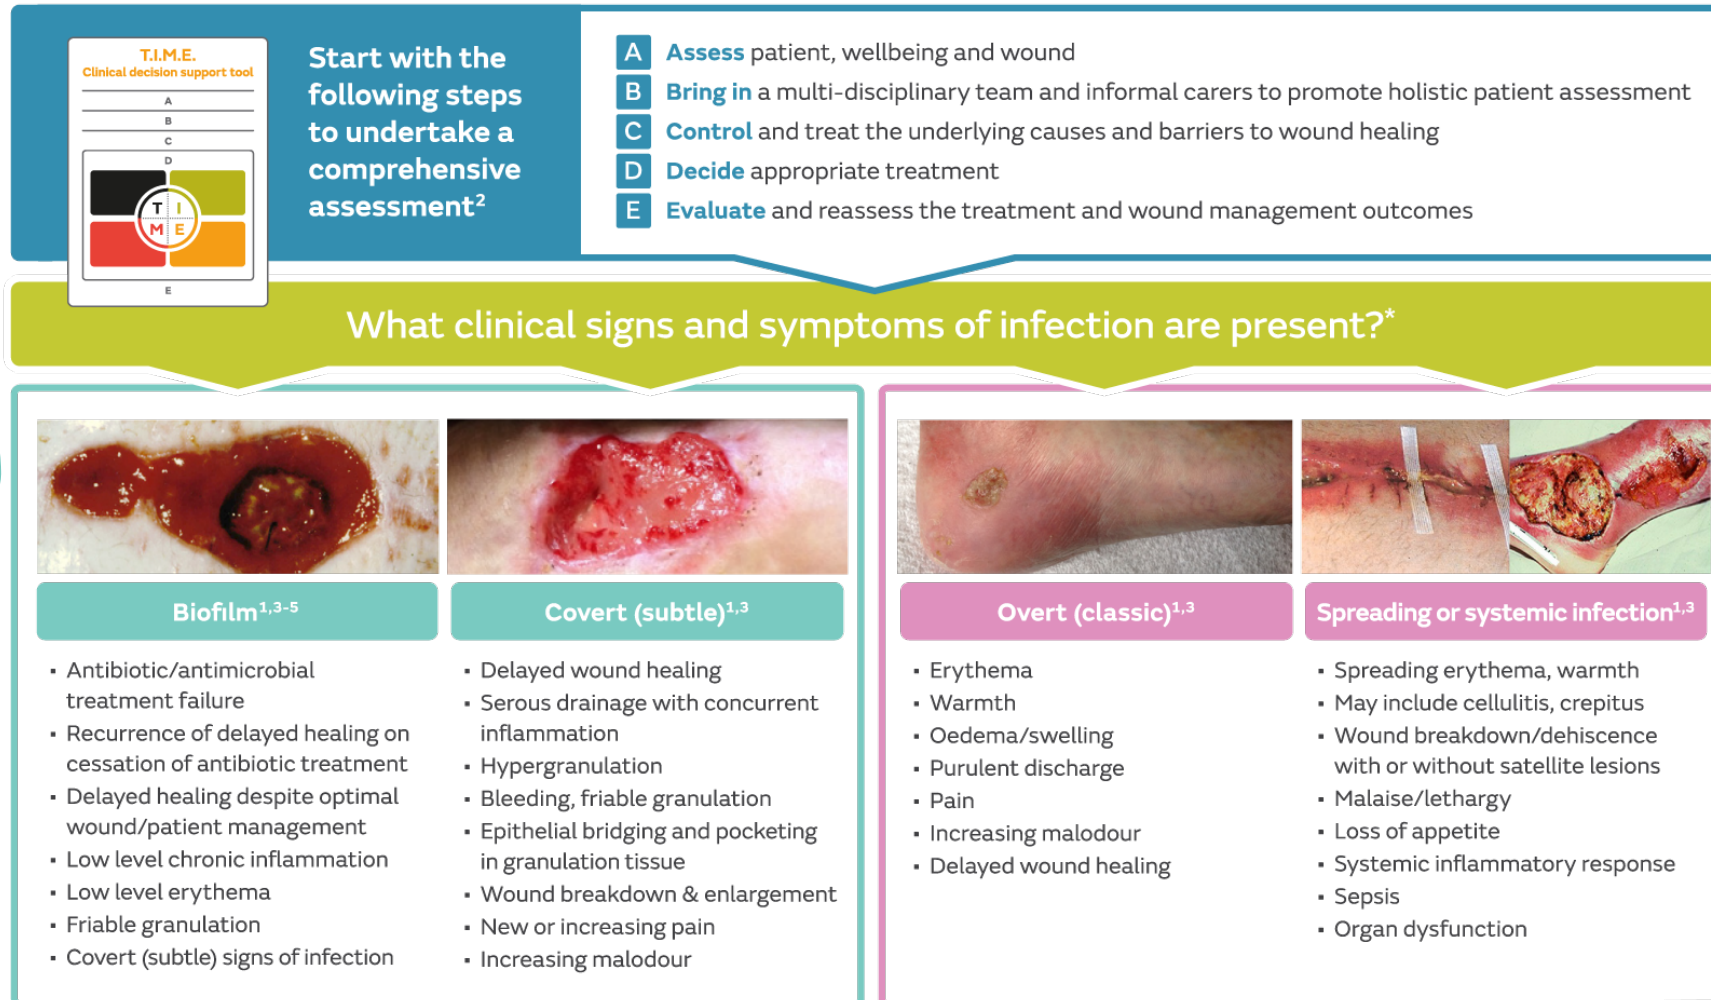 T.I.M.E.
Clinical decision support tool
A
B
C
D
T I
M E
E
Start with the
following steps
to undertake a
comprehensive
assessment²
A Assess patient, wellbeing and wound
B Bring in a multi-disciplinary team and informal carers to promote holistic patient assessment
C Control and treat the underlying causes and barriers to wound healing
D Decide appropriate treatment
E Evaluate and reassess the treatment and wound management outcomes
What clinical signs and symptoms of infection are present?*
Biofilm¹,³⁻⁵
▪ Antibiotic/antimicrobial
treatment failure
▪ Recurrence of delayed healing on
cessation of antibiotic treatment
▪ Delayed healing despite optimal
wound/patient management
▪ Low level chronic inflammation
▪ Low level erythema
▪ Friable granulation
▪ Covert (subtle) signs of infection
Covert (subtle)¹,³
▪ Delayed wound healing
▪ Serous drainage with concurrent
inflammation
▪ Hypergranulation
▪ Bleeding, friable granulation
▪ Epithelial bridging and pocketing
in granulation tissue
▪ Wound breakdown & enlargement
▪ New or increasing pain
▪ Increasing malodour
Overt (classic)¹,³
▪ Erythema
▪ Warmth
▪ Oedema/swelling
▪ Purulent discharge
▪ Pain
▪ Increasing malodour
▪ Delayed wound healing
Spreading or systemic infection¹,³
▪ Spreading erythema, warmth
▪ May include cellulitis, crepitus
▪ Wound breakdown/dehiscence
with or without satellite lesions
▪ Malaise/lethargy
▪ Loss of appetite
▪ Systemic inflammatory response
▪ Sepsis
▪ Organ dysfunction